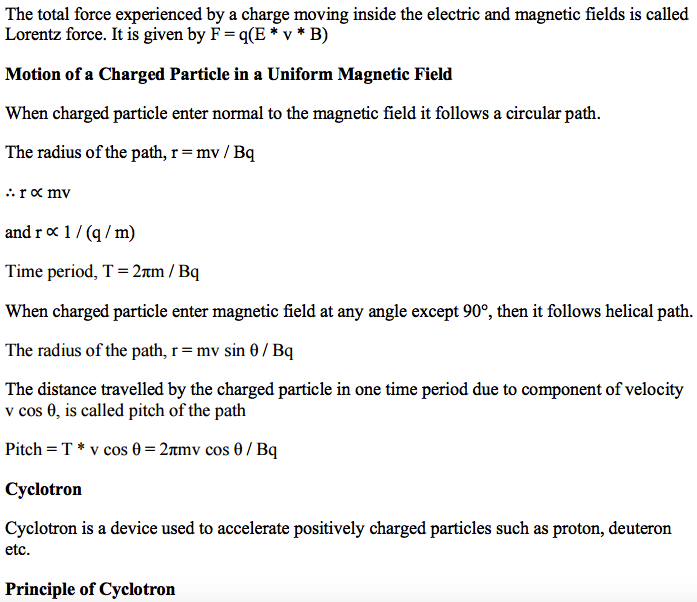 The total force experienced by a charge moving inside the electric and magnetic fields is called
Lorentz force. It is given by F = q(E * v * B)
Motion of a Charged Particle in a Uniform Magnetic Field
When charged particle enter normal to the magnetic field it follows a circular path.
The radius of the path, r = mv / Bq
∴ r ∝ mv
and r ∝ 1 / (q / m)
Time period, T = 2πm / Bq
When charged particle enter magnetic field at any angle except 90°, then it follows helical path.
The radius of the path, r = mv sin θ / Bq
The distance travelled by the charged particle in one time period due to component of velocity
v cos θ, is called pitch of the path
Pitch = T * v cos θ = 2πmv cos θ / Bq
Cyclotron
Cyclotron is a device used to accelerate positively charged particles such as proton, deuteron
etc.
Principle of Cyclotron